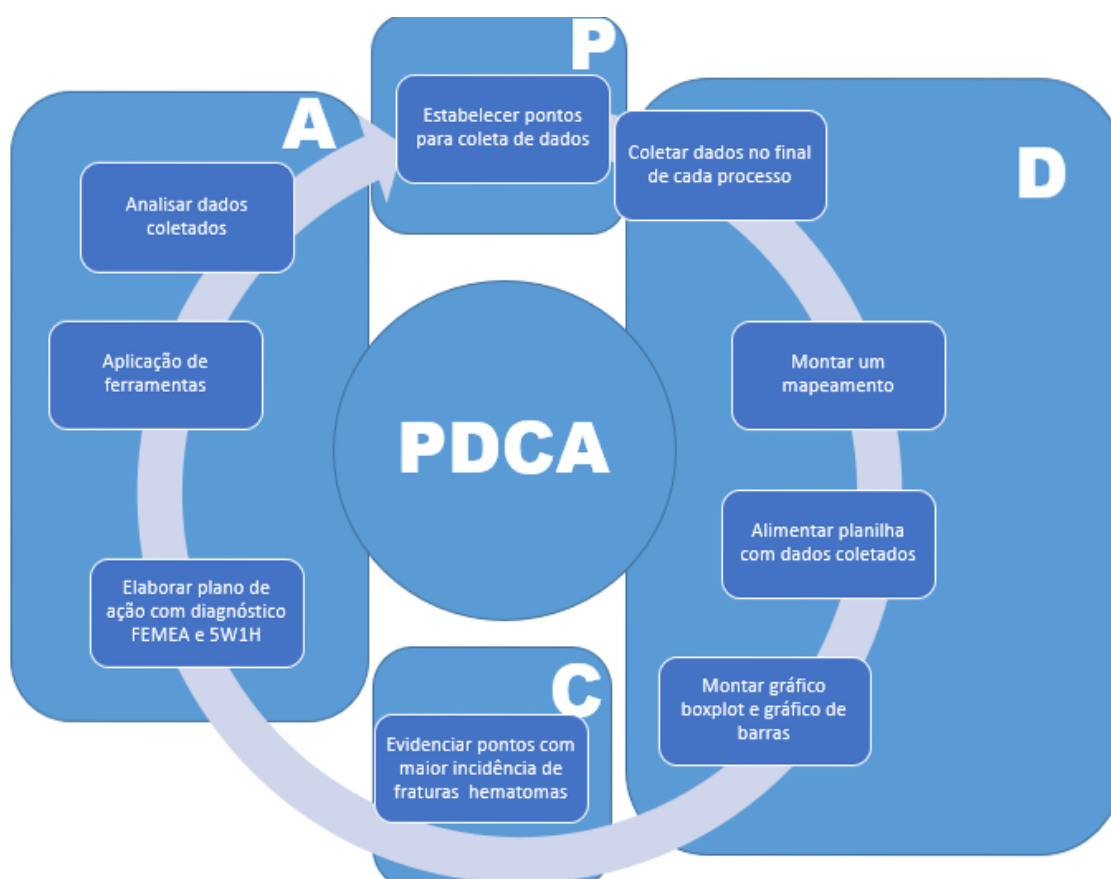 P
Estabelecer pontos
para coleta de dados
D
Coletar dados no final
de cada processo
Montar um
mapeamento
Alimentar planilha
com dados coletados
Montar gráfico
boxplot e gráfico de
barras
C
Evidenciar pontos com
maior incidência de
fraturas hematomas
A
Elaborar plano de
ação com diagnóstico
FEMEA e 5W1H
Aplicação de
ferramentas
Analisar dados
coletados
PDCA